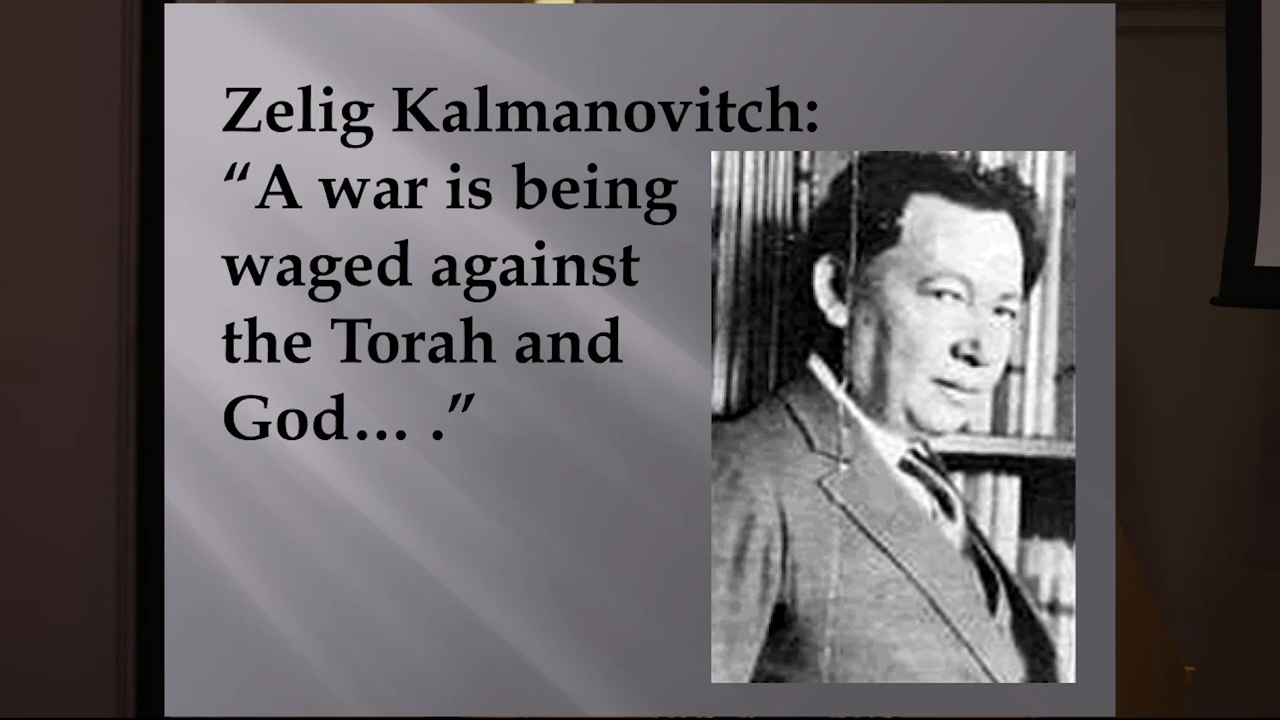 Zelig Kalmanovitch:
“A war is being
waged against
the Torah and
God… .”